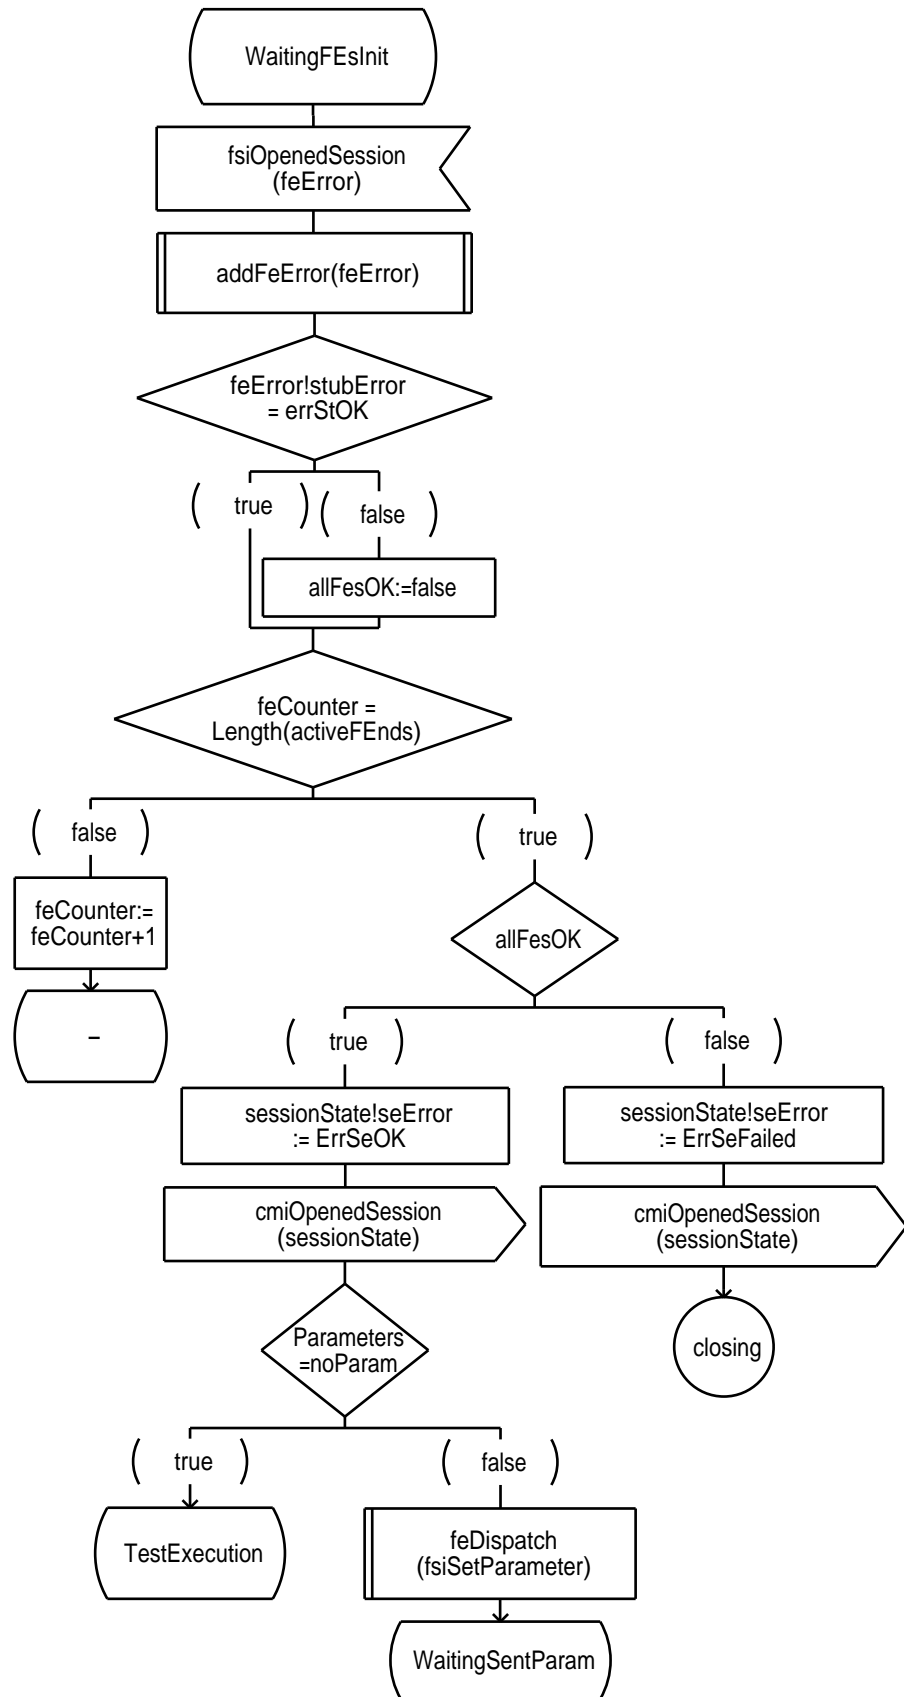 WaitingFEsInit
fsiOpenedSession
(feError)
addFeError(feError)
feError!stubError
= errStOK
( true ) ( false )
allFesOK:=false
feCounter =
Length(activeFEnds)
( false ) ( true )
feCounter:=
feCounter+1
allFesOK
–
( true ) ( false )
sessionState!seError
:= ErrSeOK
sessionState!seError
:= ErrSeFailed
cmiOpenedSession
(sessionState)
cmiOpenedSession
(sessionState)
Parameters
=noParam
closing
( true ) ( false )
TestExecution
feDispatch
(fsiSetParameter)
WaitingSentParam